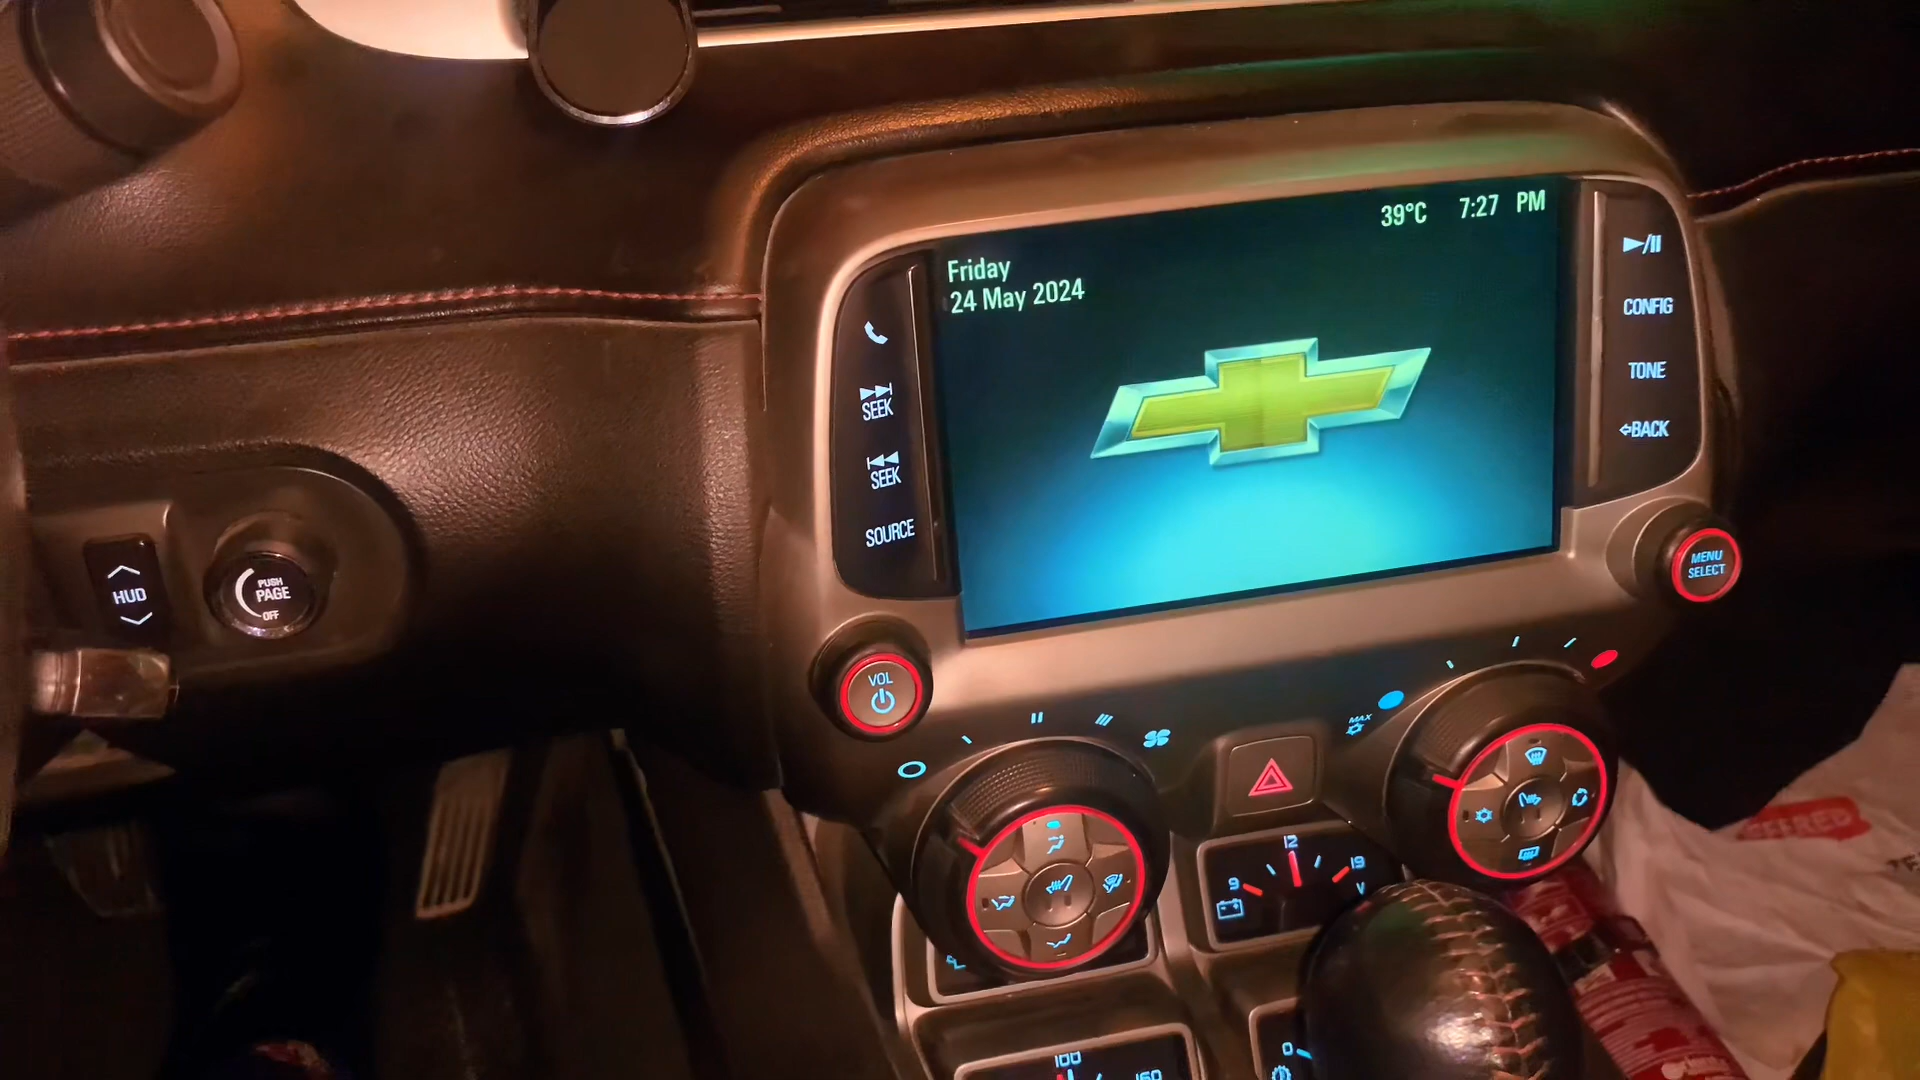 39°C 7:27 PM
Friday
24 May 2024
SEEK
SEEK
SOURCE
CONFIG
TONE
BACK
MENU
SELECT
HUD
PUSH
PAGE
OFF
VOL
MAX
9 12 19
V
100
160
0